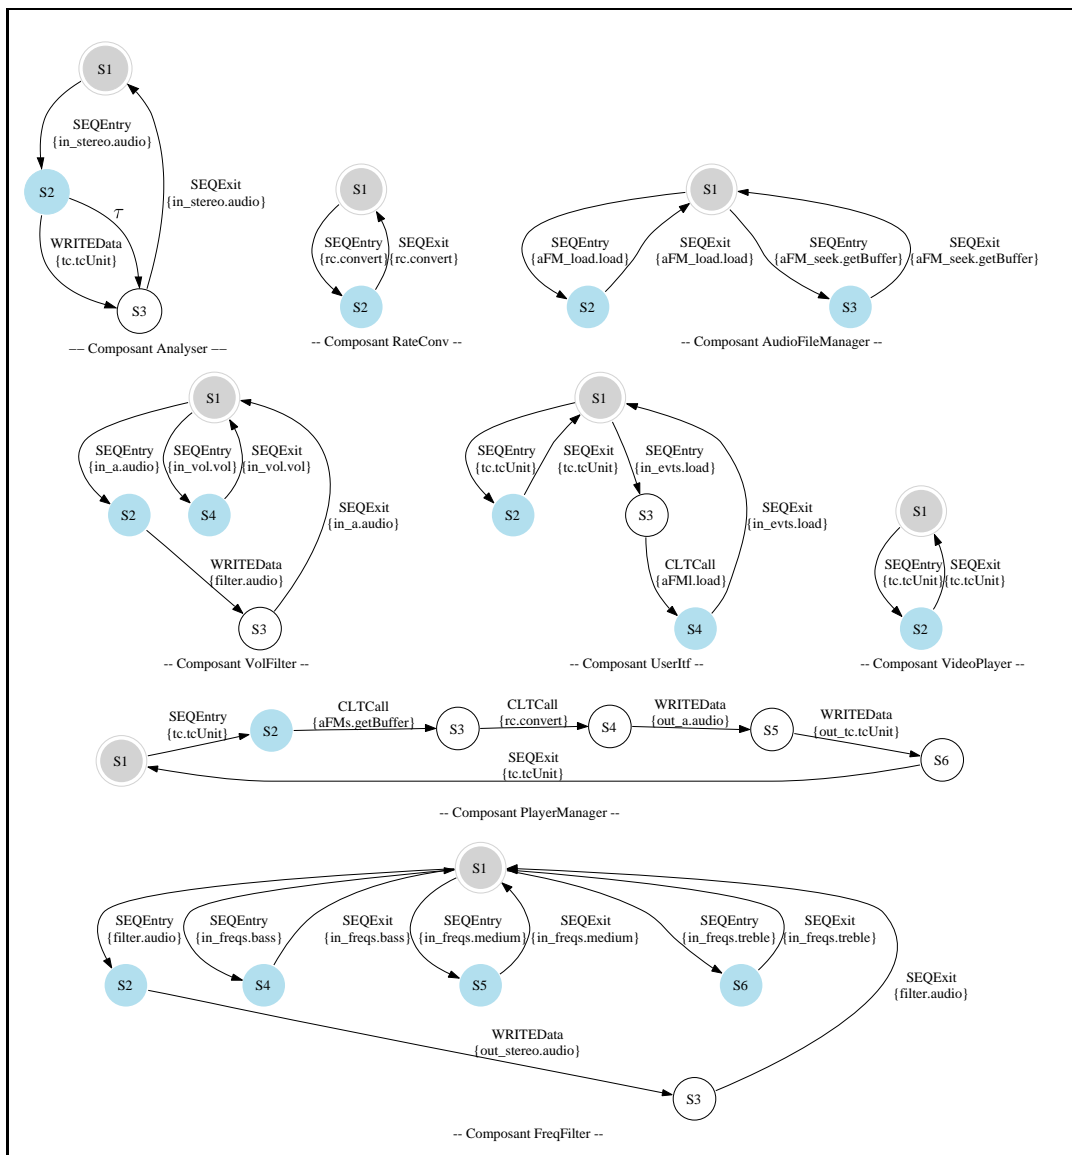 S1
SEQEntry
{in_stereo.audio}
S2
τ
SEQExit
{in_stereo.audio}
WRITEData
{tc.tcUnit}
S3
-- Composant Analyser --
S1
SEQEntry
{rc.convert}
SEQExit
{rc.convert}
S2
-- Composant RateConv --
S1
SEQEntry
{aFM_load.load}
SEQExit
{aFM_load.load}
SEQEntry
{aFM_seek.getBuffer}
SEQExit
{aFM_seek.getBuffer}
S2
S3
-- Composant AudioFileManager --
S1
SEQEntry
{in_a.audio}
SEQEntry
{in_vol.vol}
SEQExit
{in_vol.vol}
S2
S4
SEQExit
{in_a.audio}
WRITEData
{filter.audio}
S3
-- Composant VolFilter --
S1
SEQEntry
{tc.tcUnit}
SEQExit
{tc.tcUnit}
SEQEntry
{in_evts.load}
S2
S3
SEQExit
{in_evts.load}
CLTCall
{aFMl.load}
S4
-- Composant UserItf --
S1
SEQEntry
{tc.tcUnit}
SEQExit
{tc.tcUnit}
S2
-- Composant VideoPlayer --
S1
SEQEntry
{tc.tcUnit}
S2
CLTCall
{aFMs.getBuffer}
S3
CLTCall
{rc.convert}
S4
WRITEData
{out_a.audio}
S5
WRITEData
{out_tc.tcUnit}
S6
SEQExit
{tc.tcUnit}
-- Composant PlayerManager --
S1
SEQEntry
{filter.audio}
SEQEntry
{in_freqs.bass}
SEQExit
{in_freqs.bass}
SEQEntry
{in_freqs.medium}
SEQExit
{in_freqs.medium}
SEQEntry
{in_freqs.treble}
SEQExit
{in_freqs.treble}
S2
S4
S5
S6
SEQExit
{filter.audio}
WRITEData
{out_stereo.audio}
S3
-- Composant FreqFilter --